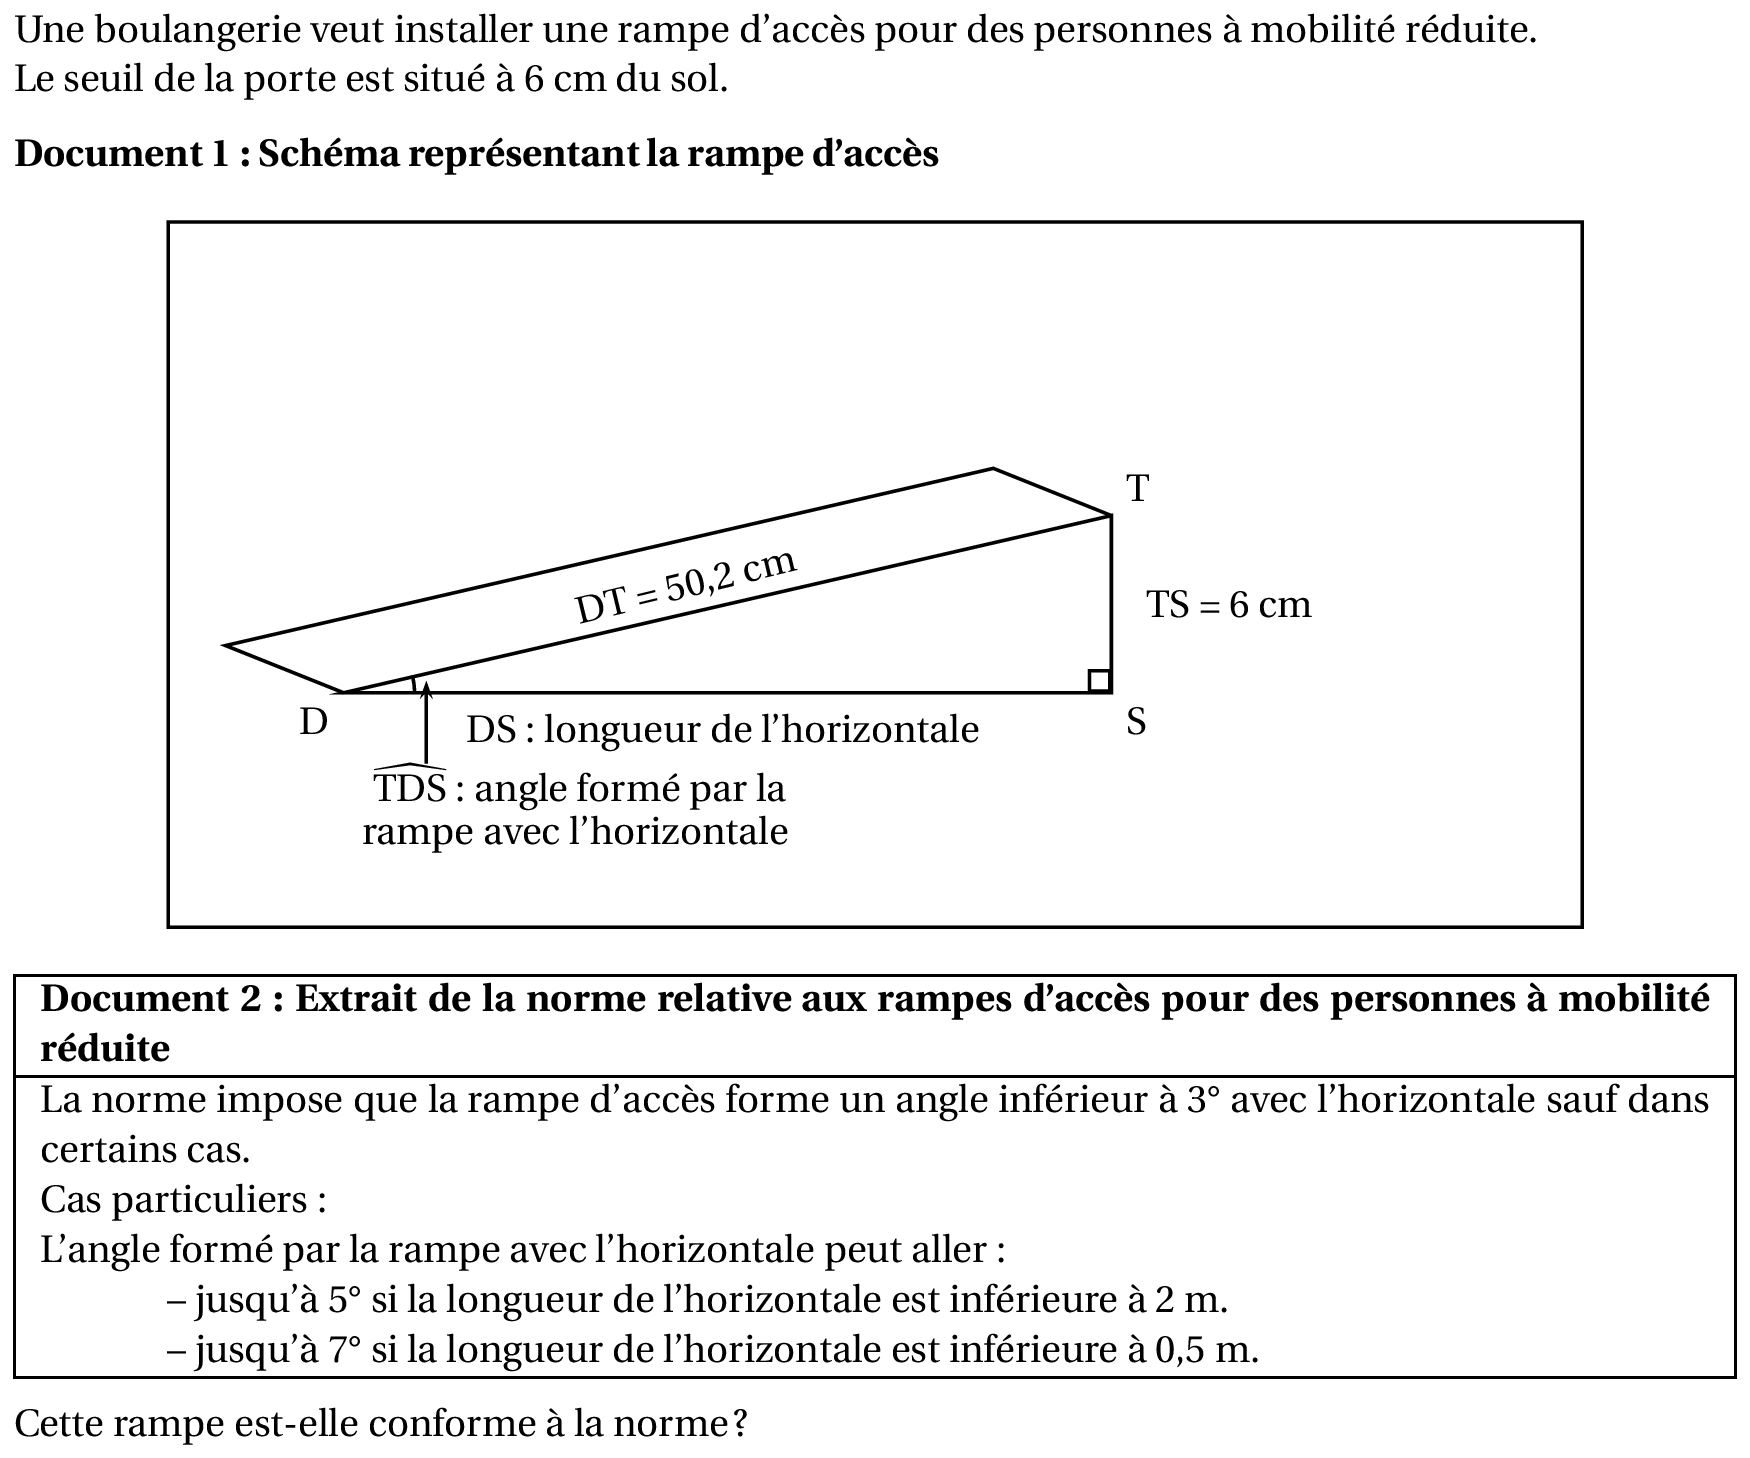 Une boulangerie veut installer une rampe d'accès pour des personnes à mobilité réduite.
Le seuil de la porte est situé à 6 cm du sol.
Document 1 : Schéma représentant la rampe d'accès
T
DT = 50,2 cm
TS = 6 cm
D
S
DS : longueur de l'horizontale
TDS : angle formé par la
rampe avec l'horizontale
Document 2 : Extrait de la norme relative aux rampes d'accès pour des personnes à mobilité
réduite
La norme impose que la rampe d'accès forme un angle inférieur à 3° avec l'horizontale sauf dans
certains cas.
Cas particuliers :
L'angle formé par la rampe avec l'horizontale peut aller :
– jusqu'à 5° si la longueur de l'horizontale est inférieure à 2 m.
– jusqu'à 7° si la longueur de l'horizontale est inférieure à 0,5 m.
Cette rampe est-elle conforme à la norme ?